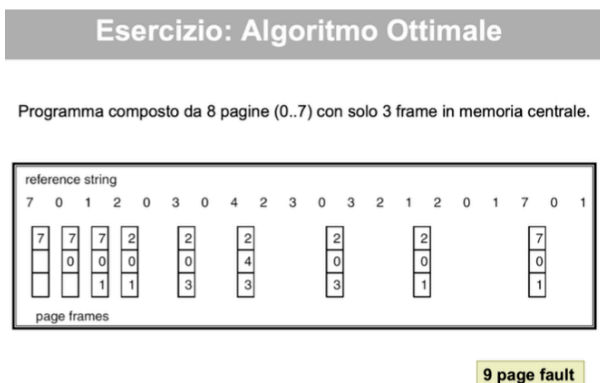 Esercizio: Algoritmo Ottimale
Programma composto da 8 pagine (0..7) con solo 3 frame in memoria centrale.
reference string
7 0 1 2 0 3 0 4 2 3 0 3 2 1 2 0 1 7 0 1
7 7 7 2 2 2 2 2 7
0 0 0 0 4 0 0 0
1 1 3 3 3 1 1
page frames
9 page fault